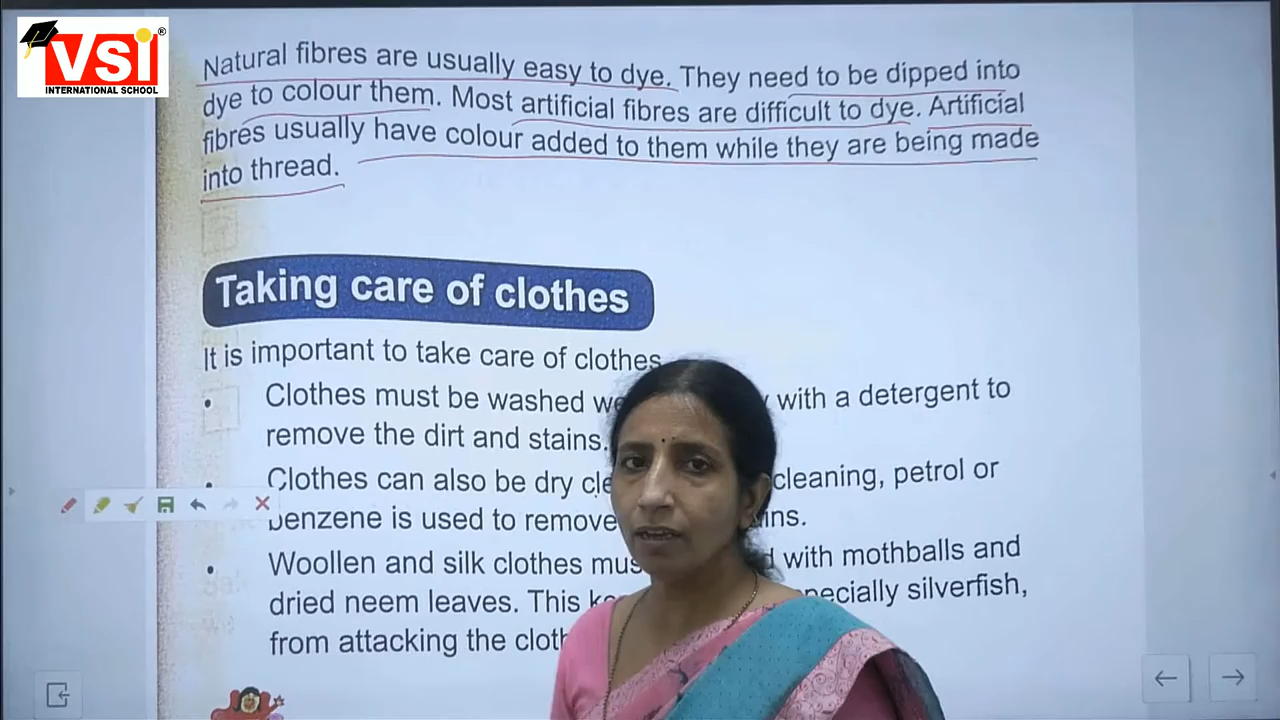 VSI
INTERNATIONAL SCHOOL
Natural fibres are usually easy to dye. They need to be dipped into
dye to colour them. Most artificial fibres are difficult to dye. Artificial
fibres usually have colour added to them while they are being made
into thread.
Taking care of clothes
It is important to take care of clothes
• Clothes must be washed with a detergent to
remove the dirt and stains.
• Clothes can also be dry cleaning, petrol or
benzene is used to remove
• Woollen and silk clothes with mothballs and
dried neem leaves. This silverfish,
from attacking the